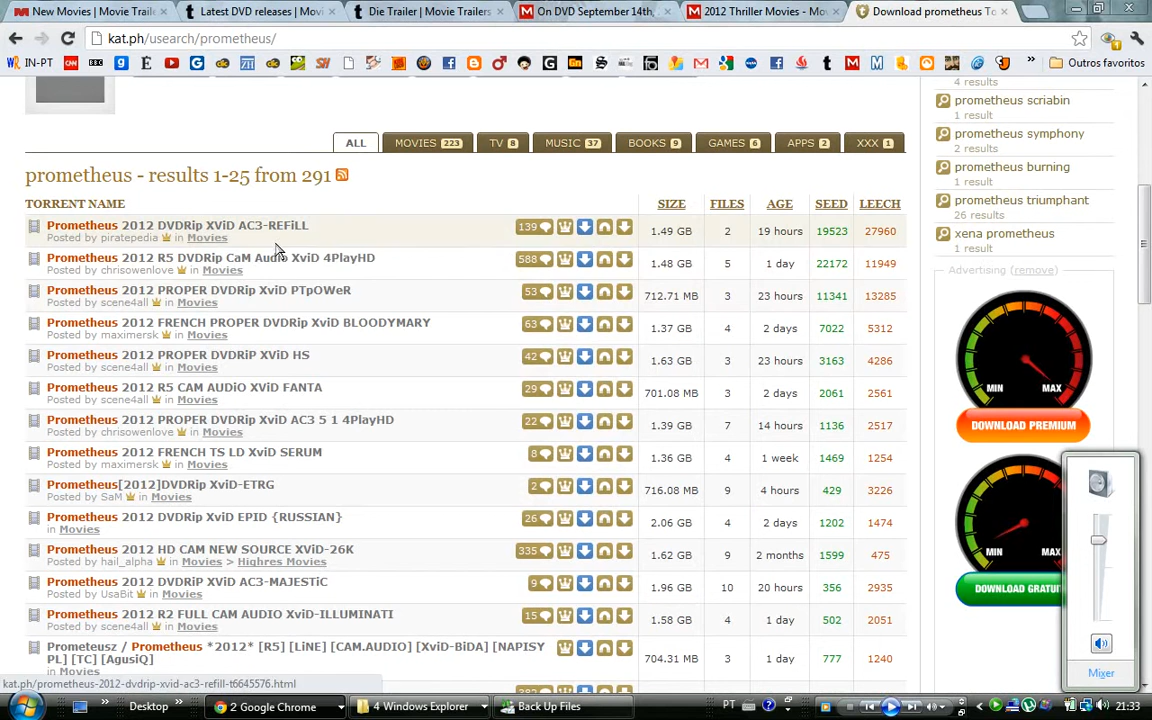 New Movies | Movie Traile
Latest DVD releases | Movi
Die Trailer | Movie Trailers
On DVD September 14th,
2012 Thriller Movies - Mo
Download prometheus To
kat.ph/usearch/prometheus/
IN-PT
Outros favoritos
4 results
prometheus scriabin
1 result
prometheus symphony
2 results
prometheus burning
1 result
prometheus triumphant
26 results
xena prometheus
1 result
Advertising (remove)
MIN MAX
DOWNLOAD PREMIUM
MIN MAX
DOWNLOAD GRATUI
ALL MOVIES 223 TV 8 MUSIC 37 BOOKS 9 GAMES 6 APPS 2 XXX 1
prometheus - results 1-25 from 291
TORRENT NAME SIZE FILES AGE SEED LEECH
Prometheus 2012 DVDRip XViD AC3-REFiLL 139 1.49 GB 2 19 hours 19523 27960
Posted by piratepedia in Movies
Prometheus 2012 R5 DVDRip CaM Audio XviD 4PlayHD 588 1.48 GB 5 1 day 22172 11949
Posted by chrisowenlove in Movies
Prometheus 2012 PROPER DVDRip XviD PTpOWeR 53 712.71 MB 3 23 hours 11341 13285
Posted by scene4all in Movies
Prometheus 2012 FRENCH PROPER DVDRip XviD BLOODYMARY 63 1.37 GB 4 2 days 7022 5312
Posted by maximersk in Movies
Prometheus 2012 PROPER DVDRiP XViD HS 42 1.63 GB 3 23 hours 3163 4286
Posted by scene4all in Movies
Prometheus 2012 R5 CAM AUDiO XViD FANTA 29 701.08 MB 3 2 days 2061 2561
Posted by scene4all in Movies
Prometheus 2012 PROPER DVDRip XviD AC3 5 1 4PlayHD 22 1.39 GB 7 14 hours 1136 2517
Posted by chrisowenlove in Movies
Prometheus 2012 FRENCH TS LD XviD SERUM 8 1.36 GB 4 1 week 1469 1254
Posted by maximersk in Movies
Prometheus[2012]DVDRip XviD-ETRG 2 716.08 MB 9 4 hours 429 3226
Posted by SaM in Movies
Prometheus 2012 DVDRip XviD EPID {RUSSIAN} 26 2.06 GB 4 2 days 1202 1474
in Movies
Prometheus 2012 HD CAM NEW SOURCE XViD-26K 335 1.62 GB 9 2 months 1599 475
Posted by hail_alpha in Movies > Highres Movies
Prometheus 2012 DVDRiP XViD AC3-MAJESTiC 9 1.96 GB 10 20 hours 356 2935
Posted by UsaBit in Movies
Prometheus 2012 R2 FULL CAM AUDIO XviD-ILLUMINATI 15 1.58 GB 4 1 day 502 2051
Posted by scene4all in Movies
Prometeusz / Prometheus *2012* [R5] [LiNE] [CAM.AUDIO] [XviD-BiDA] [NAPISY
PL] [TC] [AgusiQ] 704.31 MB 3 1 day 777 1240
in Movies
kat.ph/prometheus-2012-dvdrip-xvid-ac3-refill-t6645576.html
Mixer
Desktop
2 Google Chrome
4 Windows Explorer
Back Up Files
PT
21:33